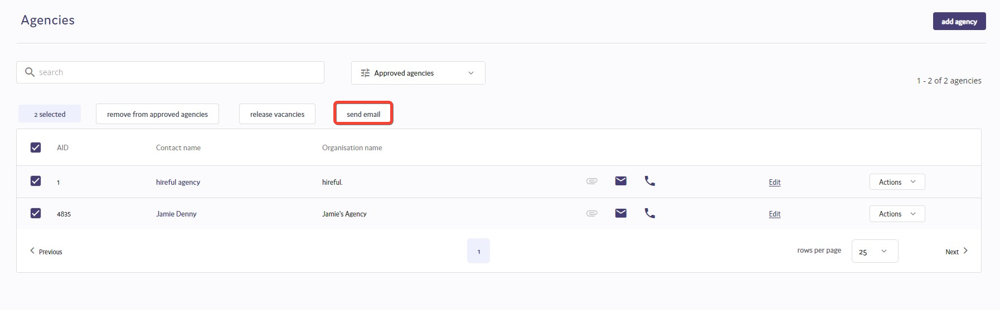 Agencies
add agency
search
Approved agencies
1 - 2 of 2 agencies
2 selected
remove from approved agencies
release vacancies
send email
AID Contact name Organisation name
1 hireful agency hireful. Edit Actions
4835 Jamie Denny Jamie's Agency Edit Actions
Previous 1 rows per page 25 Next